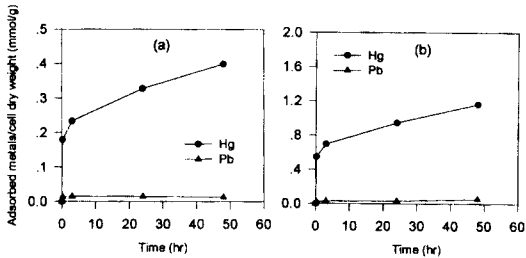 Adsorbed metals/cell dry weight (mmol/g)
.5
.4
.3
.2
.1
0.0
(a)
Hg
Pb
0 10 20 30 40 50 60
Time (hr)
2.0
1.6
1.2
.8
.4
0.0
(b)
Hg
Pb
0 10 20 30 40 50 60
Time (hr)